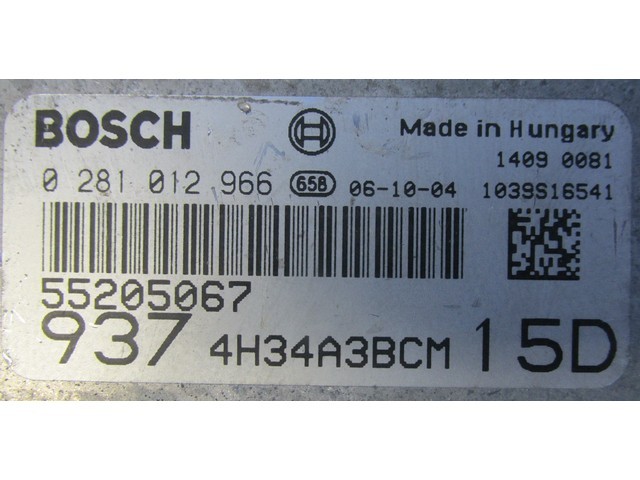 BOSCH Made in Hungary
1409 0081
0 281 012 966 658 06-10-04 1039S16541
55205067
937 4H34A3BCM 15D